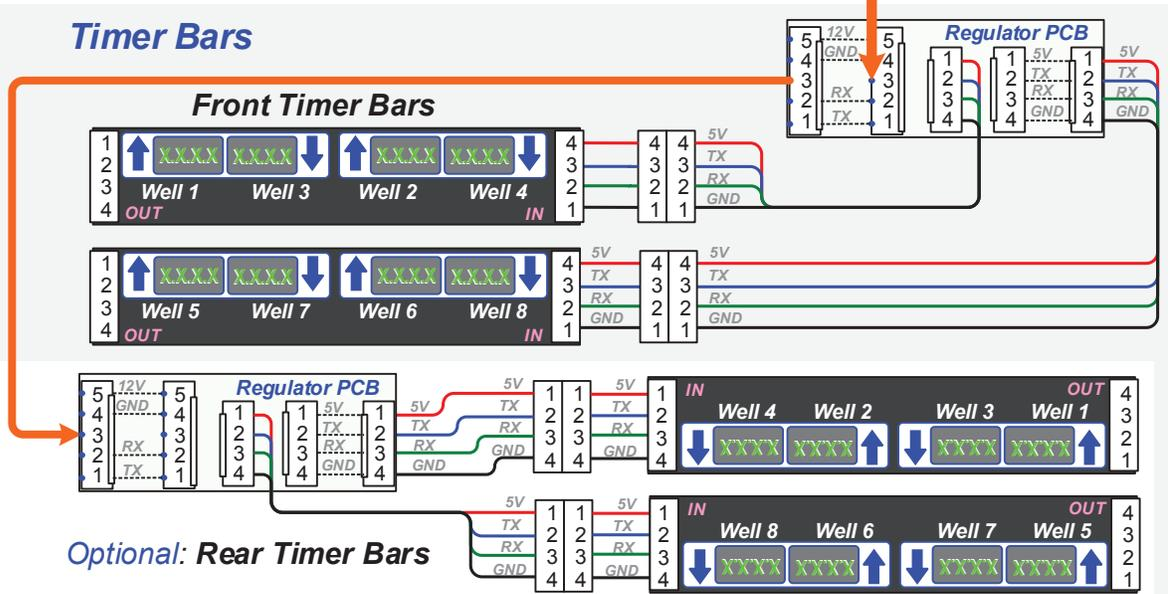 Timer Bars
Regulator PCB
5 12V 5
4 GND 4
3 3
2 RX 2
1 TX 1
1 1 5V 1 5V
2 2 TX 2 TX
3 3 RX 3 RX
4 4 GND 4 GND
Front Timer Bars
1 X.X.X.X X.X.X.X X.X.X.X X.X.X.X 4 4 4 5V
2 3 3 3 TX
3 Well 1 Well 3 Well 2 Well 4 2 2 2 RX
4 OUT IN 1 1 1 GND
1 X.X.X.X X.X.X.X X.X.X.X X.X.X.X 4 5V 4 4 5V
2 3 TX 3 3 TX
3 Well 5 Well 7 Well 6 Well 8 2 RX 2 2 RX
4 OUT IN 1 GND 1 1 GND
Regulator PCB
5 12V 5
4 GND 4
3 3
2 RX 2
1 TX 1
1 1 5V 1 5V
2 2 TX 2 TX
3 3 RX 3 RX
4 4 GND 4 GND
5V 1 1 5V 1 IN OUT 4
TX 2 2 TX 2 Well 4 Well 2 Well 3 Well 1 3
RX 3 3 RX 3 X.X.X.X X.X.X.X X.X.X.X X.X.X.X 2
GND 4 4 GND 4 1
5V 1 1 5V 1 IN OUT 4
TX 2 2 TX 2 Well 8 Well 6 Well 7 Well 5 3
RX 3 3 RX 3 X.X.X.X X.X.X.X X.X.X.X X.X.X.X 2
GND 4 4 GND 4 1
Optional: Rear Timer Bars